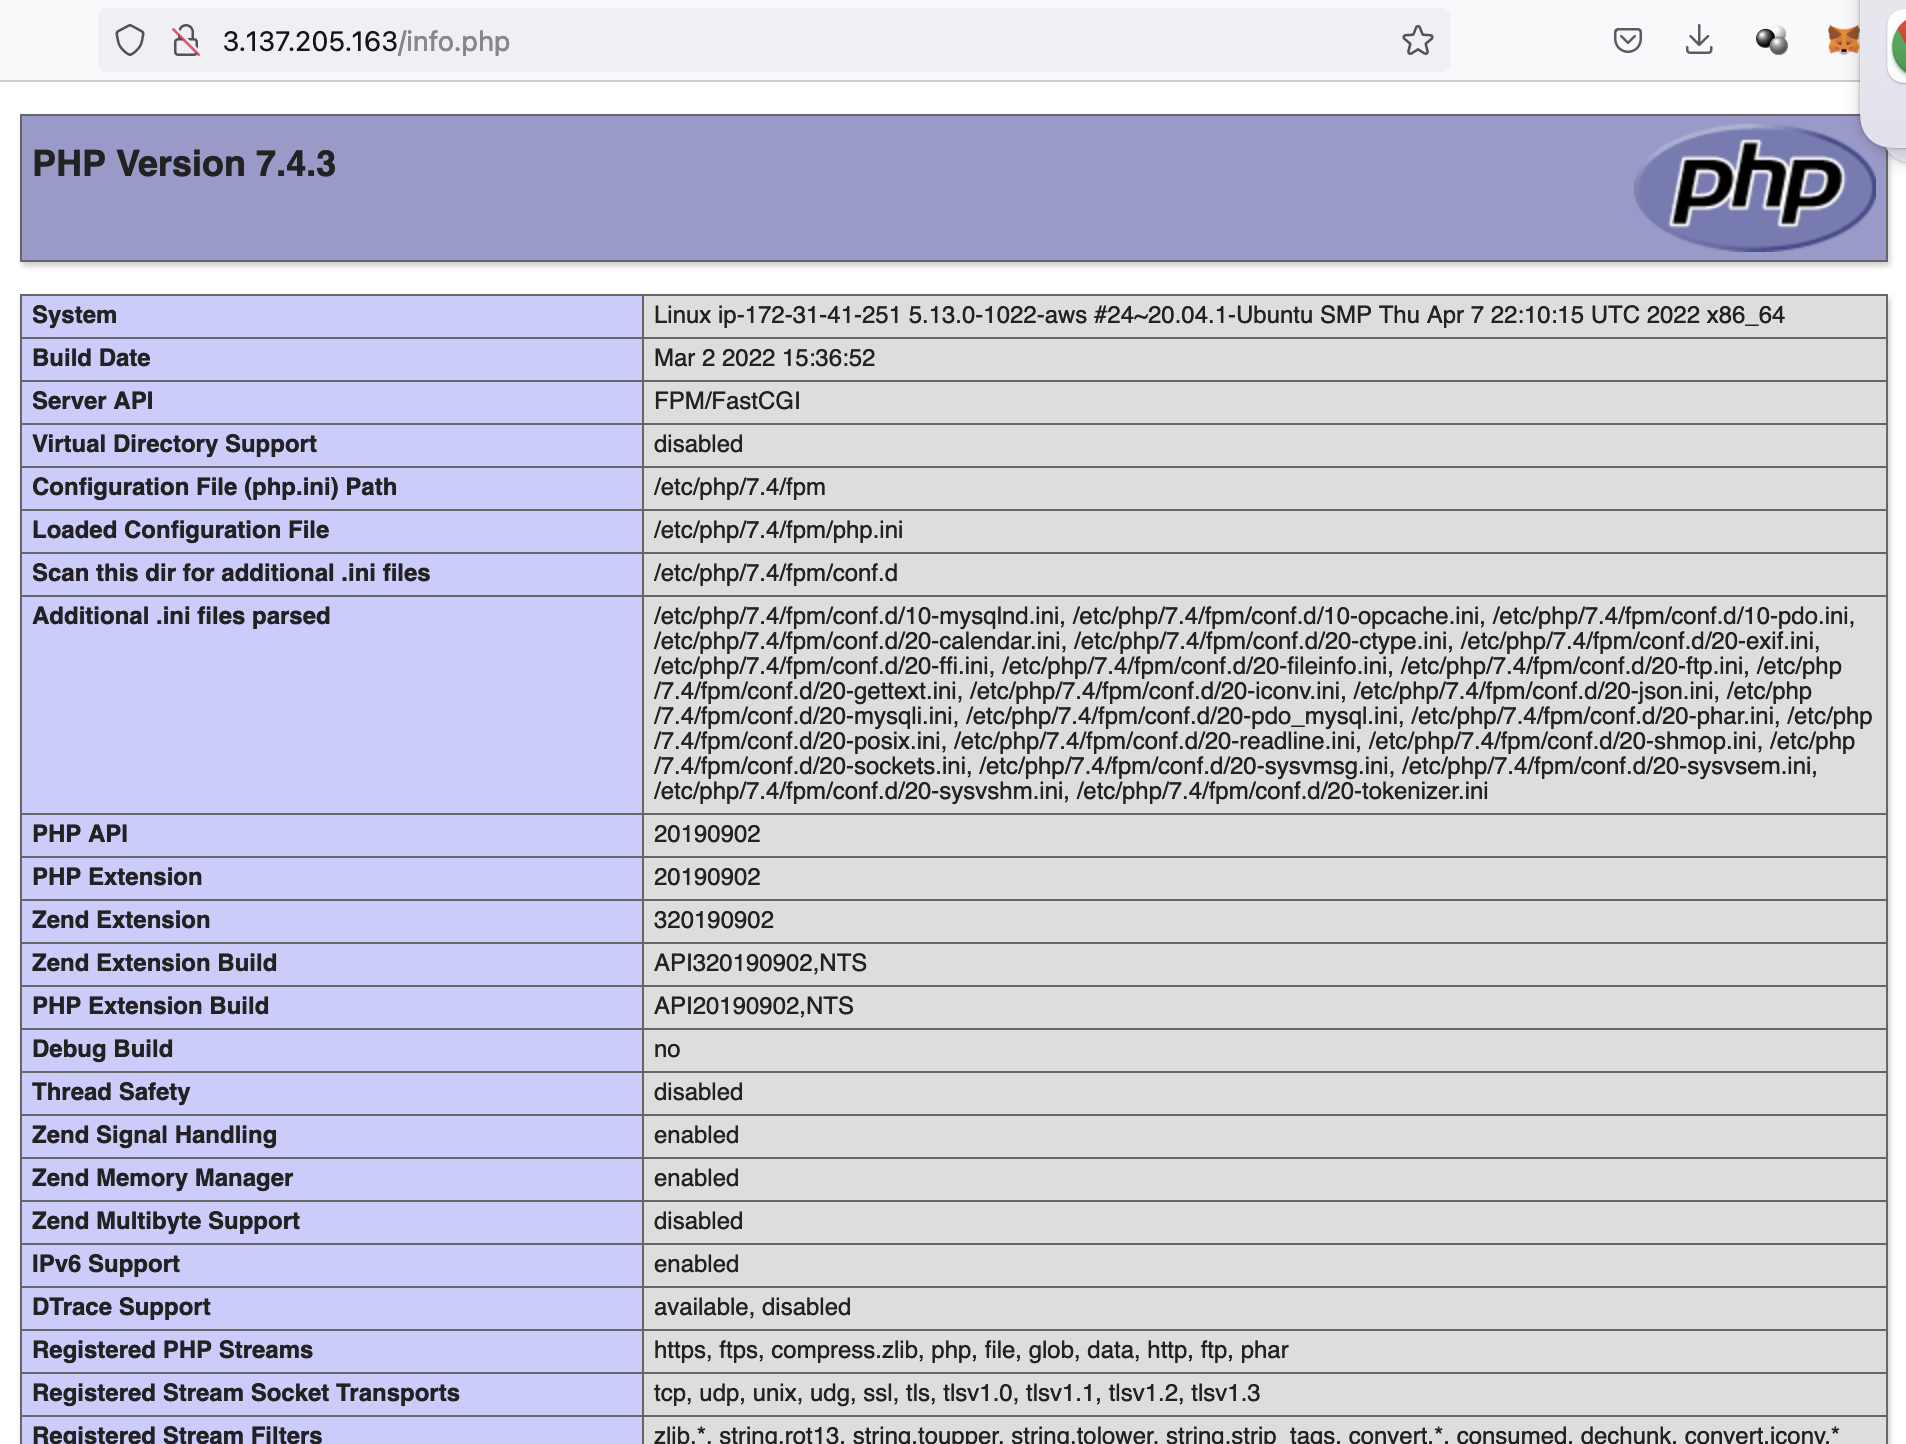 3.137.205.163/info.php
PHP Version 7.4.3
php
System Linux ip-172-31-41-251 5.13.0-1022-aws #24~20.04.1-Ubuntu SMP Thu Apr 7 22:10:15 UTC 2022 x86_64
Build Date Mar 2 2022 15:36:52
Server API FPM/FastCGI
Virtual Directory Support disabled
Configuration File (php.ini) Path /etc/php/7.4/fpm
Loaded Configuration File /etc/php/7.4/fpm/php.ini
Scan this dir for additional .ini files /etc/php/7.4/fpm/conf.d
Additional .ini files parsed /etc/php/7.4/fpm/conf.d/10-mysqlnd.ini, /etc/php/7.4/fpm/conf.d/10-opcache.ini, /etc/php/7.4/fpm/conf.d/10-pdo.ini,
/etc/php/7.4/fpm/conf.d/20-calendar.ini, /etc/php/7.4/fpm/conf.d/20-ctype.ini, /etc/php/7.4/fpm/conf.d/20-exif.ini,
/etc/php/7.4/fpm/conf.d/20-ffi.ini, /etc/php/7.4/fpm/conf.d/20-fileinfo.ini, /etc/php/7.4/fpm/conf.d/20-ftp.ini, /etc/php
/7.4/fpm/conf.d/20-gettext.ini, /etc/php/7.4/fpm/conf.d/20-iconv.ini, /etc/php/7.4/fpm/conf.d/20-json.ini, /etc/php
/7.4/fpm/conf.d/20-mysqli.ini, /etc/php/7.4/fpm/conf.d/20-pdo_mysql.ini, /etc/php/7.4/fpm/conf.d/20-phar.ini, /etc/php
/7.4/fpm/conf.d/20-posix.ini, /etc/php/7.4/fpm/conf.d/20-readline.ini, /etc/php/7.4/fpm/conf.d/20-shmop.ini, /etc/php
/7.4/fpm/conf.d/20-sockets.ini, /etc/php/7.4/fpm/conf.d/20-sysvmsg.ini, /etc/php/7.4/fpm/conf.d/20-sysvsem.ini,
/etc/php/7.4/fpm/conf.d/20-sysvshm.ini, /etc/php/7.4/fpm/conf.d/20-tokenizer.ini
PHP API 20190902
PHP Extension 20190902
Zend Extension 320190902
Zend Extension Build API320190902,NTS
PHP Extension Build API20190902,NTS
Debug Build no
Thread Safety disabled
Zend Signal Handling enabled
Zend Memory Manager enabled
Zend Multibyte Support disabled
IPv6 Support enabled
DTrace Support available, disabled
Registered PHP Streams https, ftps, compress.zlib, php, file, glob, data, http, ftp, phar
Registered Stream Socket Transports tcp, udp, unix, udg, ssl, tls, tlsv1.0, tlsv1.1, tlsv1.2, tlsv1.3
Registered Stream Filters zlib.*, string.rot13, string.toupper, string.tolower, string.strip_tags, convert.*, consumed, dechunk, convert.iconv.*